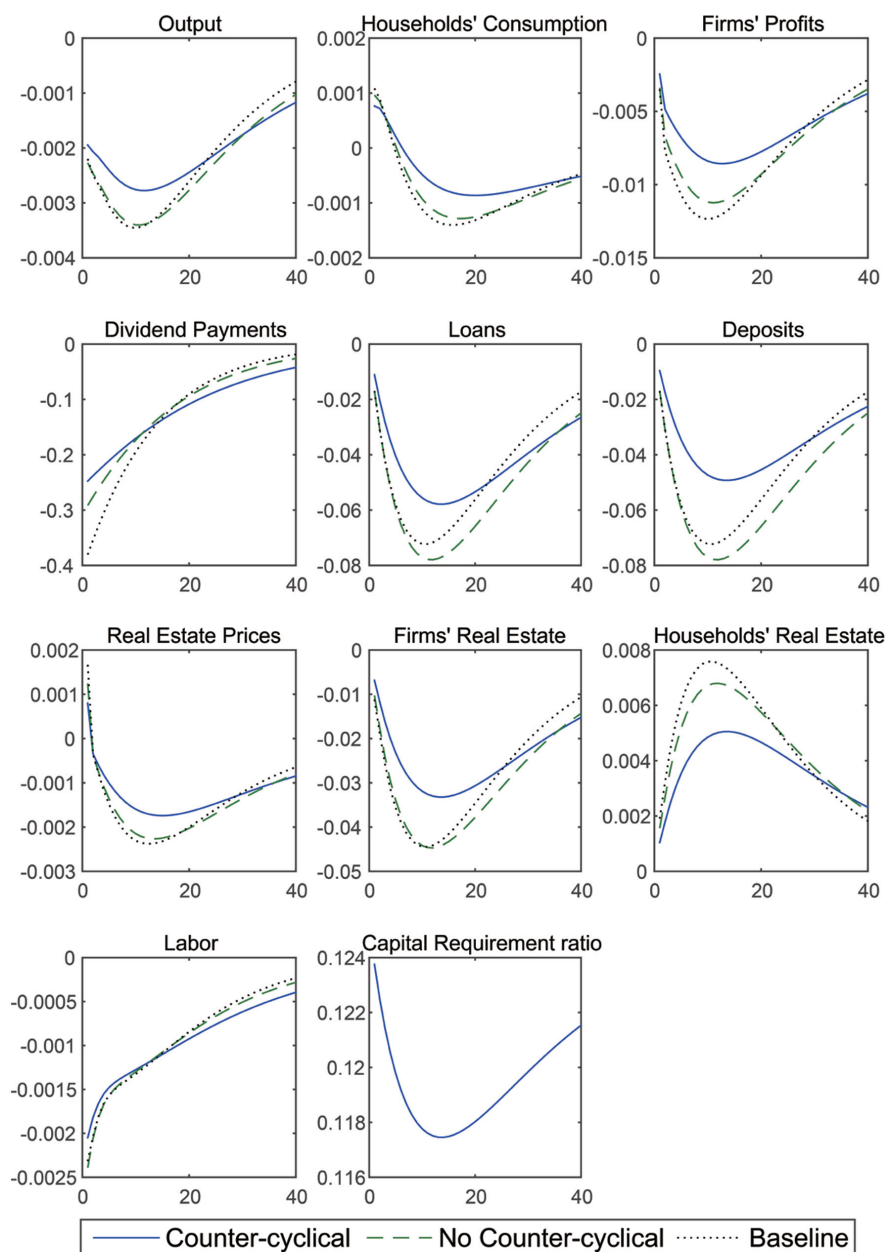 Output
Households' Consumption
Firms' Profits
0
-0.001
-0.002
-0.003
-0.004
0 20 40
0.002
0.001
0
-0.001
-0.002
0 20 40
0
-0.005
-0.01
-0.015
0 20 40
Dividend Payments
Loans
Deposits
0
-0.1
-0.2
-0.3
-0.4
0 20 40
0
-0.02
-0.04
-0.06
-0.08
0 20 40
0
-0.02
-0.04
-0.06
-0.08
0 20 40
Real Estate Prices
Firms' Real Estate
Households' Real Estate
0.002
0.001
0
-0.001
-0.002
-0.003
0 20 40
0
-0.01
-0.02
-0.03
-0.04
-0.05
0 20 40
0.008
0.006
0.004
0.002
0
0 20 40
Labor
Capital Requirement ratio
0
-0.0005
-0.001
-0.0015
-0.002
-0.0025
0 20 40
0.124
0.122
0.12
0.118
0.116
0 20 40
Counter-cyclical No Counter-cyclical Baseline